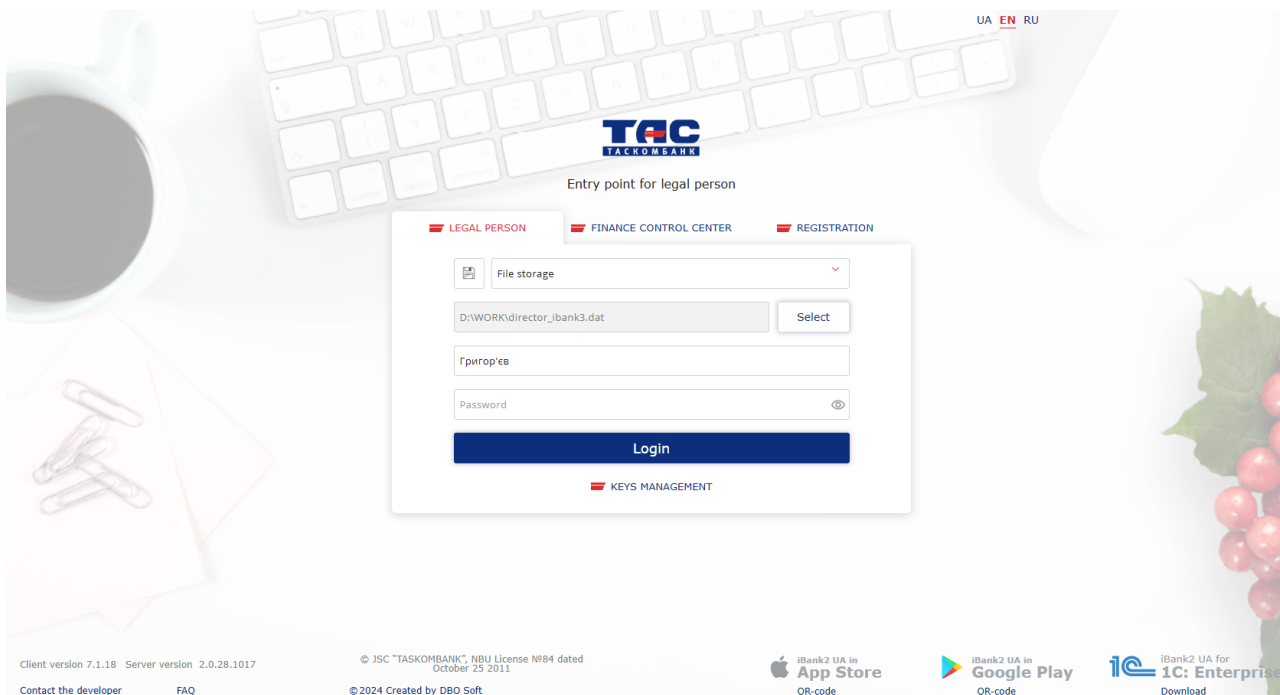 UA EN RU
ТАС
ТАСКОМБАНК
Entry point for legal person
LEGAL PERSON FINANCE CONTROL CENTER REGISTRATION
File storage
D:\WORK\director_ibank3.dat Select
Григор'єв
Password
Login
KEYS MANAGEMENT
Client version 7.1.18 Server version 2.0.28.1017
© JSC "TASKOMBANK", NBU License №84 dated
October 25 2011
iBank2 UA in
App Store
iBank2 UA in
Google Play
1C
iBank2 UA for
1C: Enterprise
Contact the developer FAQ ©2024 Created by DBO Soft QR-code QR-code Download